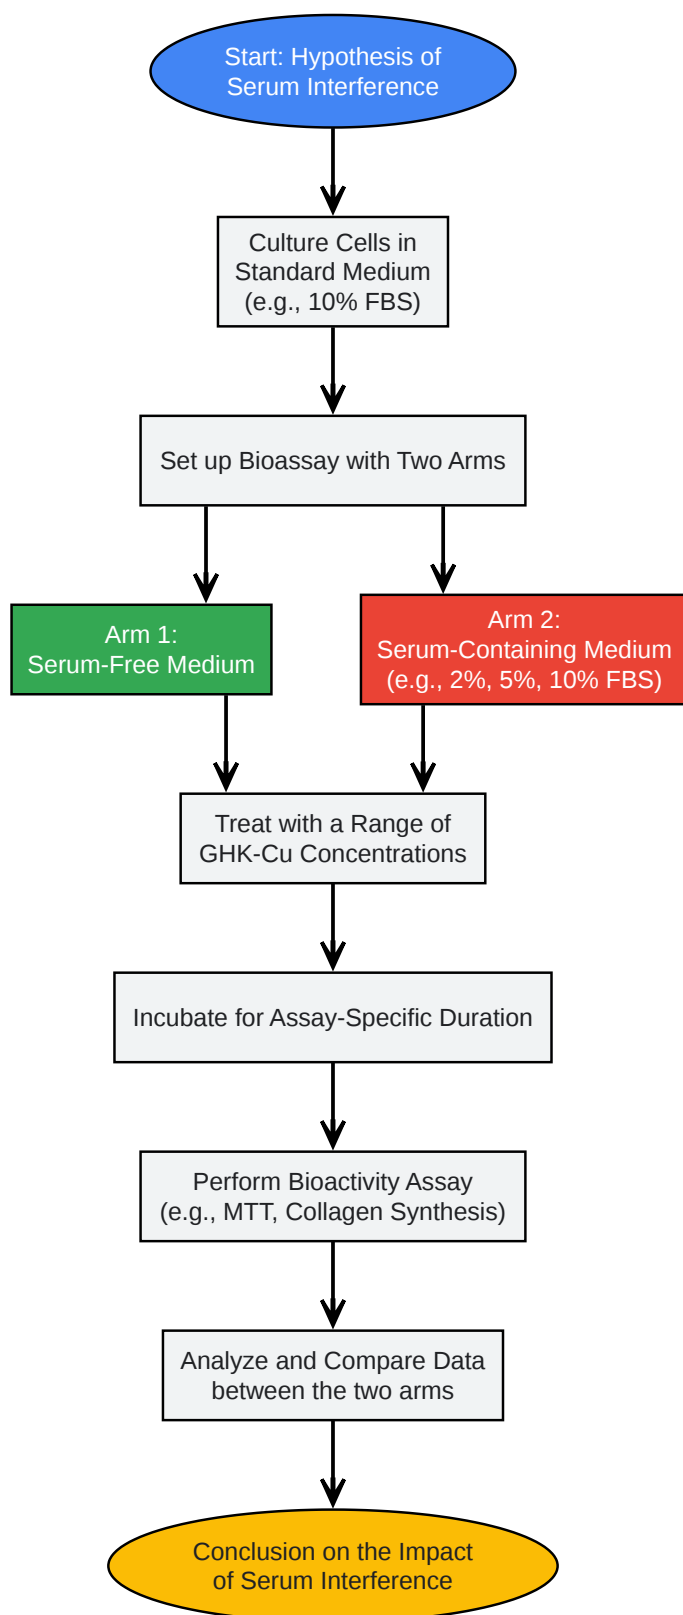 Start: Hypothesis of
Serum Interference
Culture Cells in
Standard Medium
(e.g., 10% FBS)
Set up Bioassay with Two Arms
Arm 1:
Serum-Free Medium
Arm 2:
Serum-Containing Medium
(e.g., 2%, 5%, 10% FBS)
Treat with a Range of
GHK-Cu Concentrations
Incubate for Assay-Specific Duration
Perform Bioactivity Assay
(e.g., MTT, Collagen Synthesis)
Analyze and Compare Data
between the two arms
Conclusion on the Impact
of Serum Interference